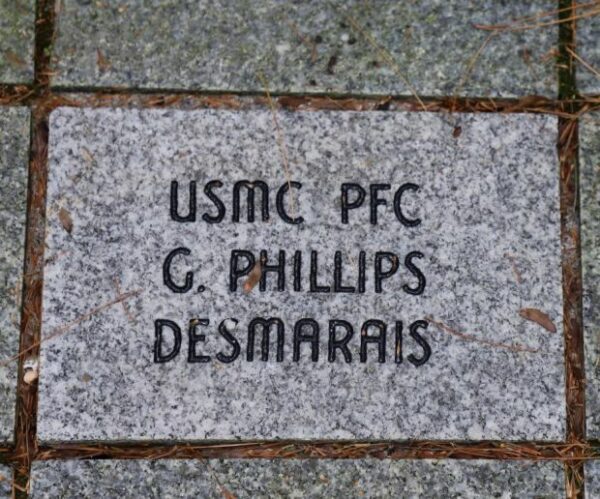 USMC PFC
G. PHILLIPS
DESMARAIS